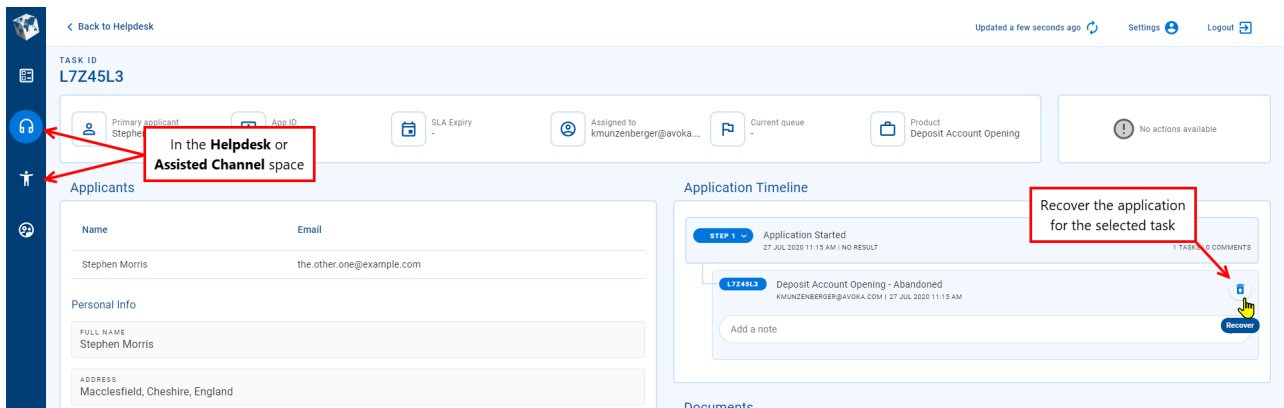 Back to Helpdesk
Updated a few seconds ago
Settings
Logout
TASK ID
L7Z45L3
Primary applicant
Stephen
App ID
SLA Expiry
-
Assigned to
kmunzenberger@avoka....
Current queue
-
Product
Deposit Account Opening
No actions available
In the Helpdesk or
Assisted Channel space
Applicants
Name
Email
Stephen Morris
the.other.one@example.com
Personal Info
FULL NAME
Stephen Morris
ADDRESS
Macclesfield, Cheshire, England
Application Timeline
Recover the application
for the selected task
STEP 1
Application Started
27 JUL 2020 11:15 AM | NO RESULT
1 TASKS 0 COMMENTS
L7Z45L3
Deposit Account Opening - Abandoned
KMUNZENBERGER@AVOKA.COM | 27 JUL 2020 11:15 AM
Add a note
Recover
Documents